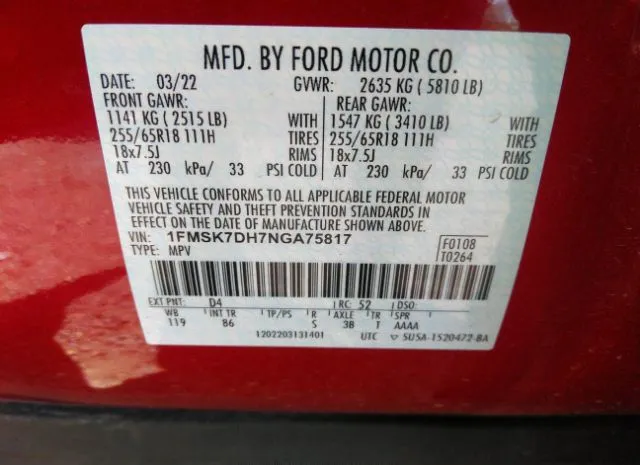 MFD. BY FORD MOTOR CO.
DATE: 03/22 GVWR: 2635 KG ( 5810 LB)
FRONT GAWR: REAR GAWR:
1141 KG ( 2515 LB) WITH 1547 KG ( 3410 LB) WITH
255/65R18 111H TIRES 255/65R18 111H TIRES
18x7.5J RIMS 18x7.5J RIMS
AT 230 kPa/ 33 PSI COLD AT 230 kPa/ 33 PSI COLD
THIS VEHICLE CONFORMS TO ALL APPLICABLE FEDERAL MOTOR
VEHICLE SAFETY AND THEFT PREVENTION STANDARDS IN
EFFECT ON THE DATE OF MANUFACTURE SHOWN ABOVE.
VIN: 1FMSK7DH7NGA75817 F0108
TYPE: MPV T0264
EXT PNT: D4 RC: 52 DSO:
WB INT TR TP/PS R AXLE TR SPR
119 86 S 3B T AAAA
1202203131401 UTC ▽ 5U5A-1520472-BA